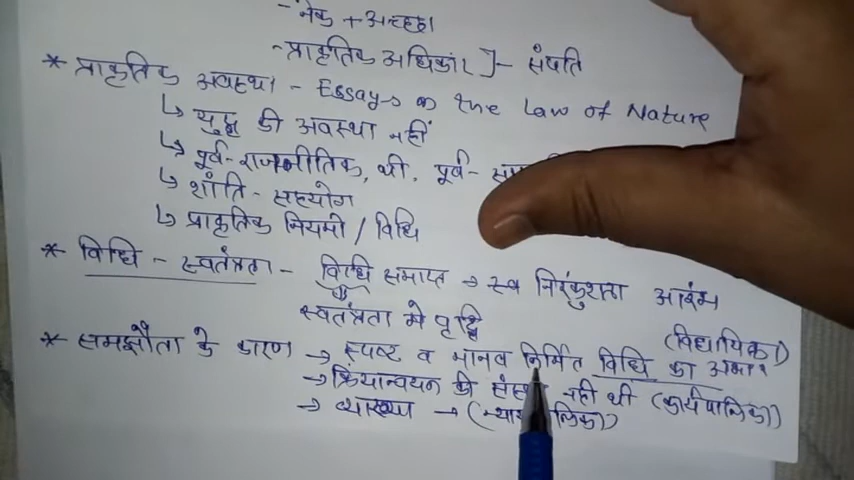 - नेक + अच्छा
- प्राकृतिक अधिकार ]- संपति
* प्राकृतिक अवस्था - Essays on the Law of Nature
↳ युद्ध की अवस्था नहीं
↳ पूर्व-राजनीतिक, थी, पूर्व-
↳ शांति - सहयोग
↳ प्राकृतिक नियमो / विधि
* विधि - स्वतंत्रता - विधि समाप्त → स्व निरंकुशता आरंभ
स्वतंत्रता मे वृद्धि
(विधायिका)
* समझौता के कारण → स्पष्ट व मानव निर्मित विधि का अभाव
→ क्रियान्वयन की संस्था नही थी (कार्यपालिका)
→ व्याख्या → (न्यायपालिका)